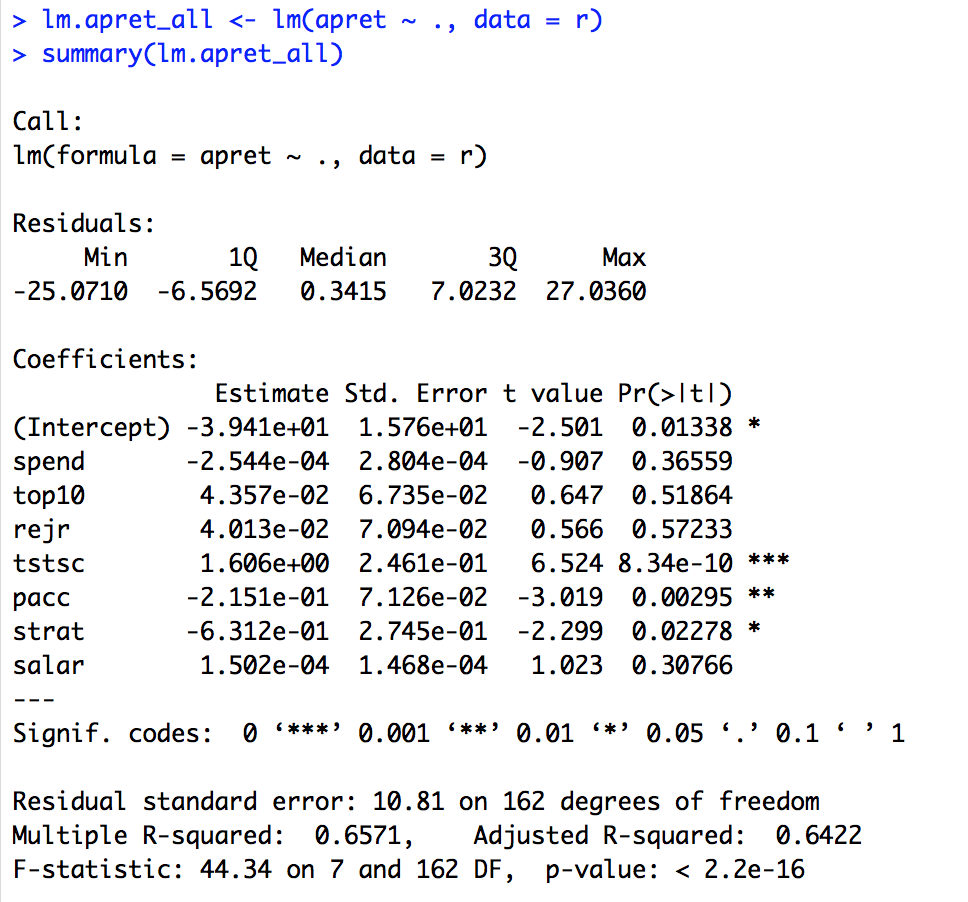 > lm.apret_all <- lm(apret ~ ., data = r)
> summary(lm.apret_all)

Call:
lm(formula = apret ~ ., data = r)

Residuals:
     Min       1Q   Median       3Q      Max
-25.0710  -6.5692   0.3415   7.0232  27.0360

Coefficients:
              Estimate Std. Error t value Pr(>|t|)
(Intercept) -3.941e+01  1.576e+01  -2.501  0.01338 *
spend       -2.544e-04  2.804e-04  -0.907  0.36559
top10        4.357e-02  6.735e-02   0.647  0.51864
rejr         4.013e-02  7.094e-02   0.566  0.57233
tstsc        1.606e+00  2.461e-01   6.524 8.34e-10 ***
pacc        -2.151e-01  7.126e-02  -3.019  0.00295 **
strat       -6.312e-01  2.745e-01  -2.299  0.02278 *
salar        1.502e-04  1.468e-04   1.023  0.30766
---
Signif. codes:  0 ‘***’ 0.001 ‘**’ 0.01 ‘*’ 0.05 ‘.’ 0.1 ‘ ’ 1

Residual standard error: 10.81 on 162 degrees of freedom
Multiple R-squared:  0.6571,    Adjusted R-squared:  0.6422
F-statistic: 44.34 on 7 and 162 DF,  p-value: < 2.2e-16